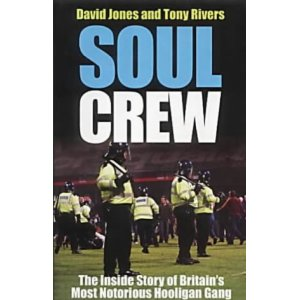 David Jones and Tony Rivers
SOUL
CREW
The Inside Story of Britain's
Most Notorious Hooligan Gang